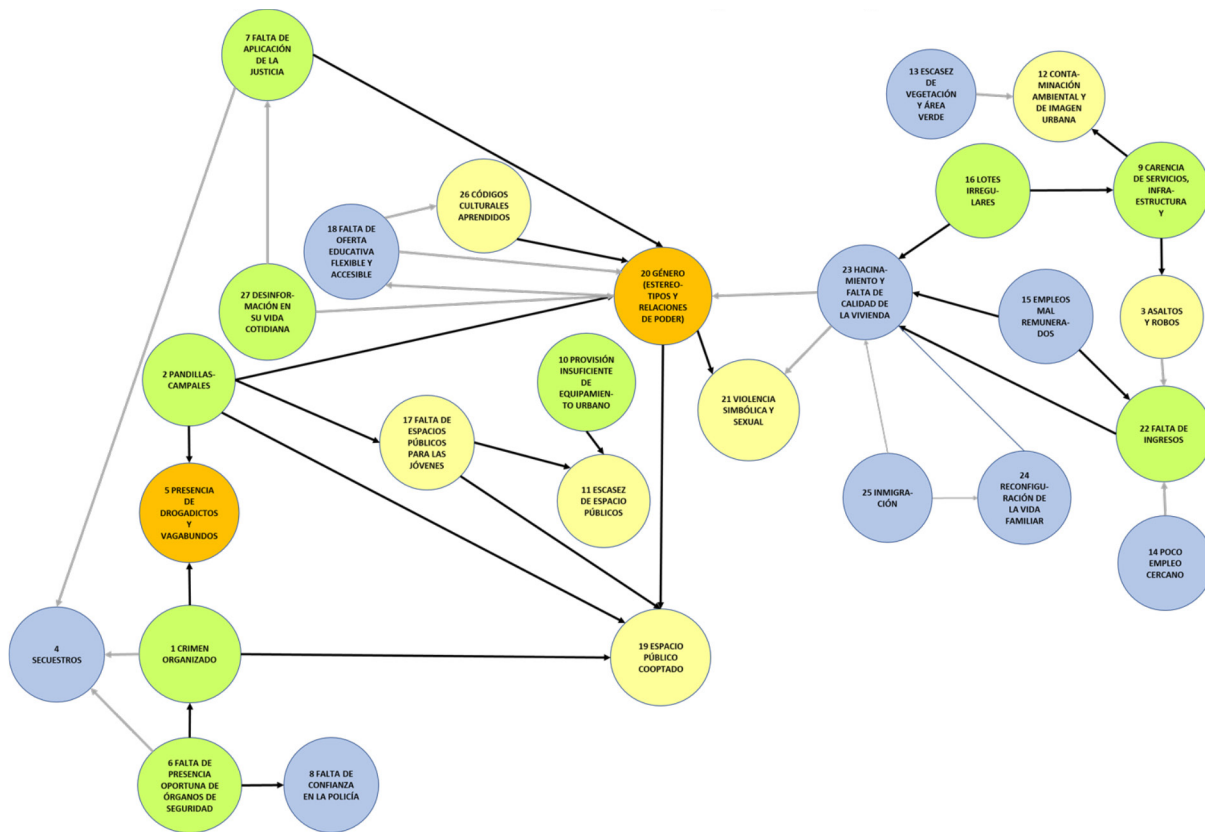 7 FALTA DE
APLICACIÓN
DE LA
JUSTICIA
13 ESCASEZ
DE
VEGETACIÓN
Y ÁREA
VERDE
12 CONTA-
MINACIÓN
AMBIENTAL Y
DE IMAGEN
URBANA
16 LOTES
IRREGU-
LARES
9 CARENCIA
DE SERVICIOS,
INFRA-
ESTRUCTURA
Y
26 CÓDIGOS
CULTURALES
APRENDIDOS
18 FALTA DE
OFERTA
EDUCATIVA
FLEXIBLE Y
ACCESIBLE
20 GÉNERO
(ESTEREO-
TIPOS Y
RELACIONES
DE PODER)
23 HACINA-
MIENTO Y
FALTA DE
CALIDAD DE
LA VIVIENDA
27 DESINFOR-
MACIÓN EN
SU VIDA
COTIDIANA
15 EMPLEOS
MAL
REMUNERA-
DOS
3 ASALTOS
Y ROBOS
2 PANDILLAS-
CAMPALES
10 PROVISIÓN
INSUFICIENTE
DE
EQUIPAMIE-
NTO URBANO
17 FALTA DE
ESPACIOS
PÚBLICOS
PARA LAS
JÓVENES
21 VIOLENCIA
SIMBÓLICA Y
SEXUAL
22 FALTA DE
INGRESOS
5 PRESENCIA
DE
DROGADICTOS
Y
VAGABUNDOS
11 ESCASEZ
DE ESPACIO
PÚBLICOS
25 INMIGRA-
CIÓN
24
RECONFIGU-
RACIÓN DE
LA VIDA
FAMILIAR
14 POCO
EMPLEO
CERCANO
4
SECUESTROS
1 CRIMEN
ORGANIZADO
19 ESPACIO
PÚBLICO
COOPTADO
6 FALTA DE
PRESENCIA
OPORTUNA DE
ÓRGANOS DE
SEGURIDAD
8 FALTA DE
CONFIANZA
EN LA POLICÍA